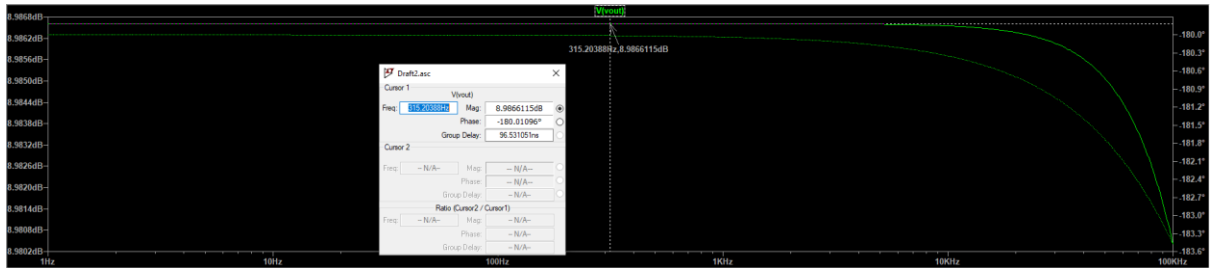 V(vout)
8.9868dB
8.9862dB
8.9856dB
8.9850dB
8.9844dB
8.9838dB
8.9832dB
8.9826dB
8.9820dB
8.9814dB
8.9808dB
8.9802dB
315.20388Hz,8.9866115dB
Draft2.asc
Cursor 1
V(vout)
Freq: 315.20388Hz Mag: 8.9866115dB
Phase: -180.01096°
Group Delay: 96.531051ns
Cursor 2
Freq: -- N/A-- Mag: -- N/A--
Phase: -- N/A--
Group Delay: -- N/A--
Ratio (Cursor2 / Cursor1)
Freq: -- N/A-- Mag: -- N/A--
Phase: -- N/A--
Group Delay: -- N/A--
-180.0°
-180.3°
-180.6°
-180.9°
-181.2°
-181.5°
-181.8°
-182.1°
-182.4°
-182.7°
-183.0°
-183.3°
-183.6°
1Hz 10Hz 100Hz 1KHz 10KHz 100KHz